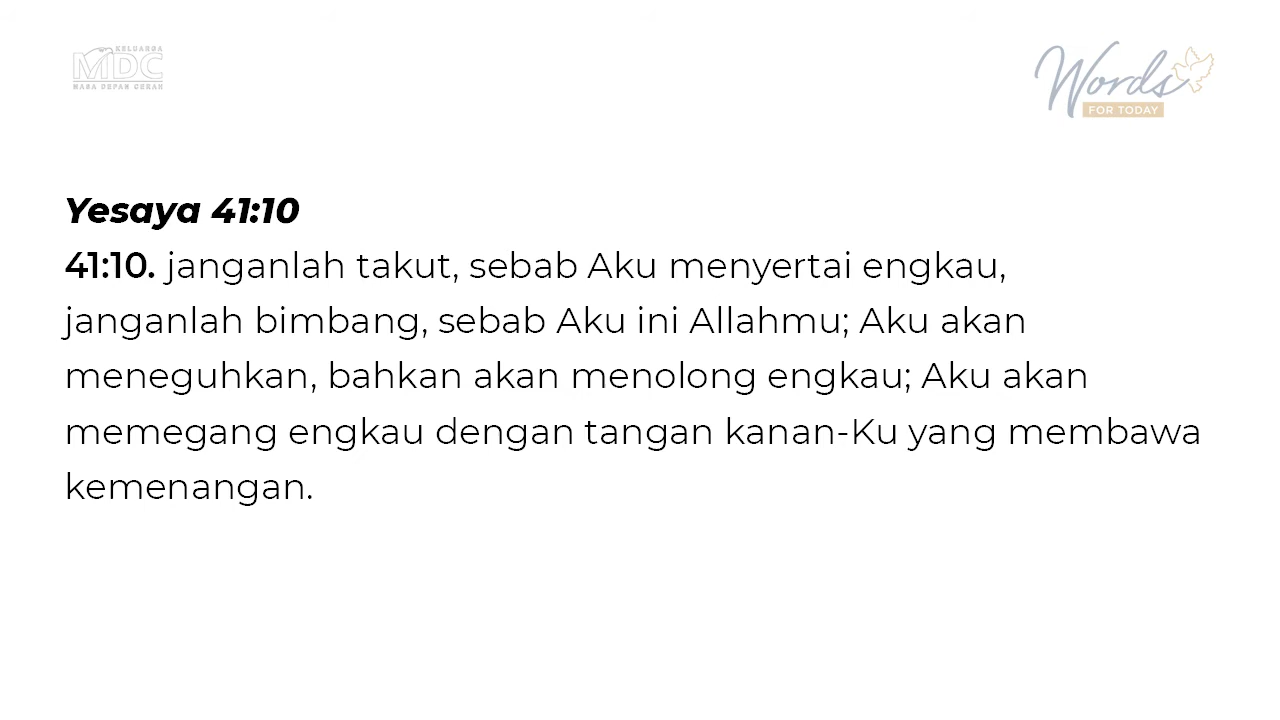 KELUARGA
MDC
MASA DEPAN CERAH
Words
FOR TODAY
Yesaya 41:10
41:10. janganlah takut, sebab Aku menyertai engkau,
janganlah bimbang, sebab Aku ini Allahmu; Aku akan
meneguhkan, bahkan akan menolong engkau; Aku akan
memegang engkau dengan tangan kanan-Ku yang membawa
kemenangan.